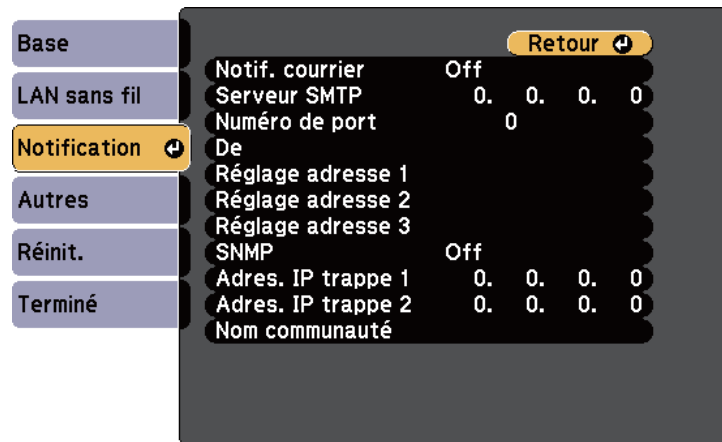 Base
LAN sans fil
Notification
Autres
Réinit.
Terminé
Retour
Notif. courrier Off
Serveur SMTP 0. 0. 0. 0
Numéro de port 0
De
Réglage adresse 1
Réglage adresse 2
Réglage adresse 3
SNMP Off
Adres. IP trappe 1 0. 0. 0. 0
Adres. IP trappe 2 0. 0. 0. 0
Nom communauté